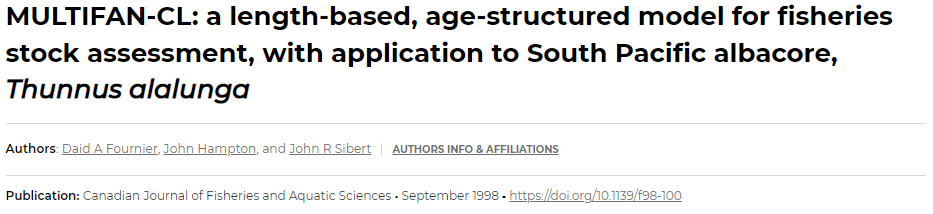 MULTIFAN-CL: a length-based, age-structured model for fisheries
stock assessment, with application to South Pacific albacore,
Thunnus alalunga
Authors: Daid A Fournier, John Hampton, and John R Sibert | AUTHORS INFO & AFFILIATIONS
Publication: Canadian Journal of Fisheries and Aquatic Sciences • September 1998 • https://doi.org/10.1139/f98-100